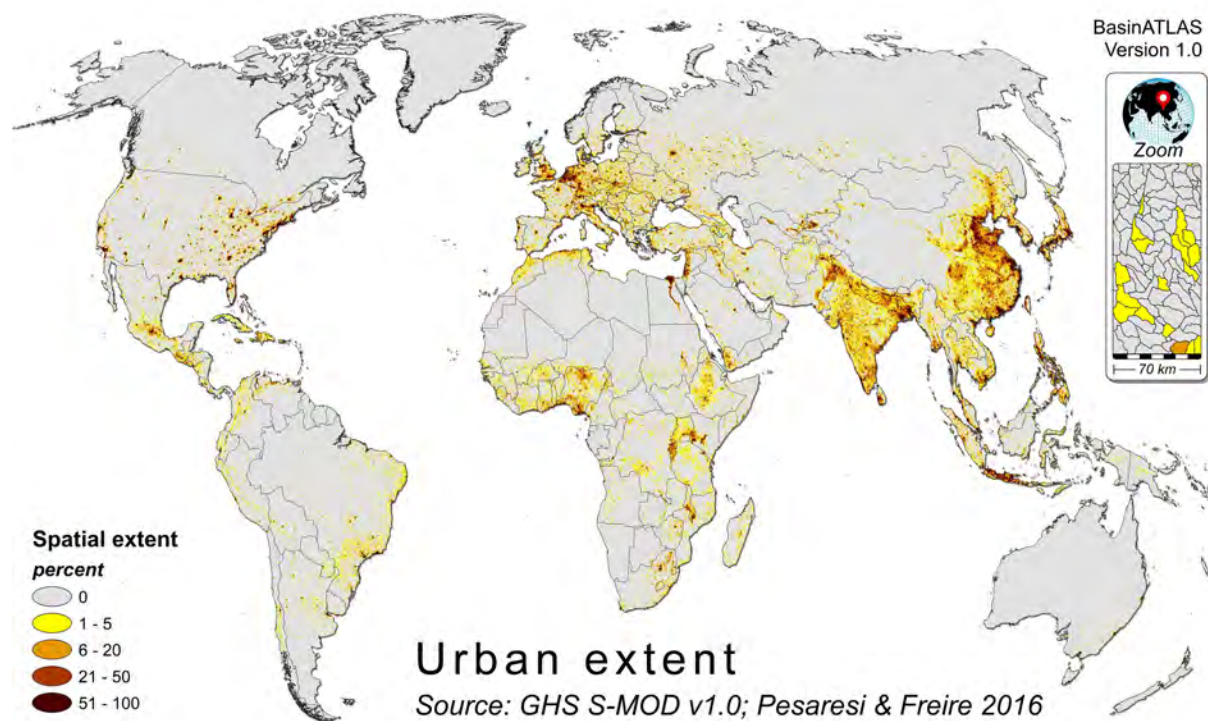 BasinATLAS
Version 1.0
Zoom
70 km
Spatial extent
percent
0
1 - 5
6 - 20
21 - 50
51 - 100
Urban extent
Source: GHS S-MOD v1.0; Pesaresi & Freire 2016